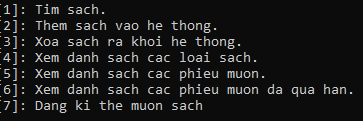 [1]: Tim sach.
[2]: Them sach vao he thong.
[3]: Xoa sach ra khoi he thong.
[4]: Xem danh sach cac loai sach.
[5]: Xem danh sach cac phieu muon.
[6]: Xem danh sach cac phieu muon da qua han.
[7]: Dang ki the muon sach